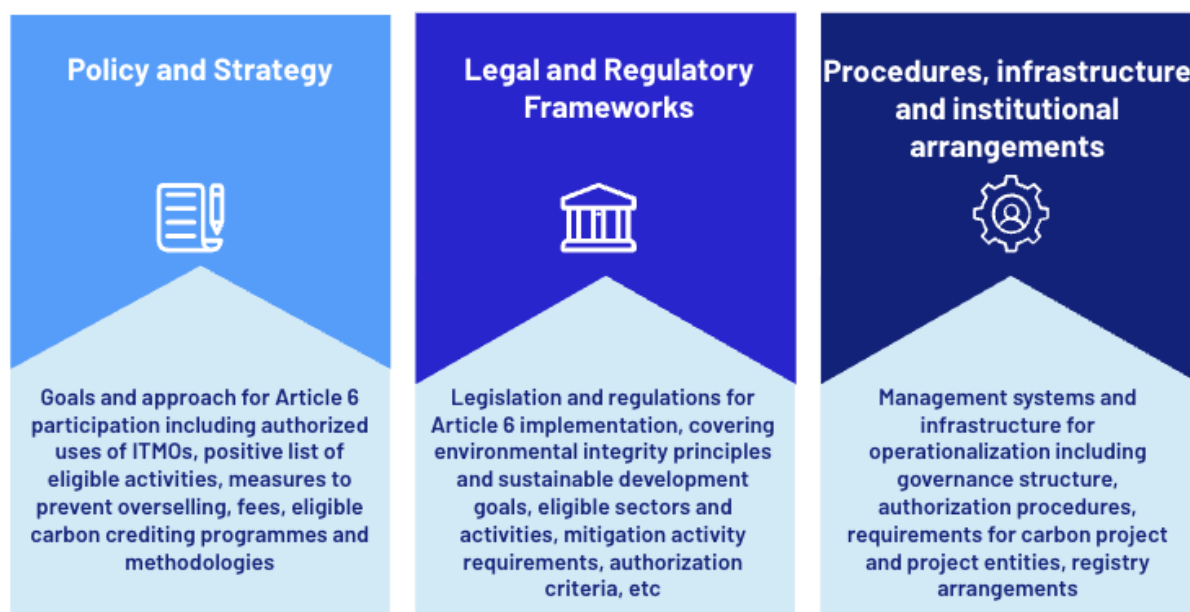 Policy and Strategy
Goals and approach for Article 6
participation including authorized
uses of ITMOs, positive list of
eligible activities, measures to
prevent overselling, fees, eligible
carbon crediting programmes and
methodologies
Legal and Regulatory
Frameworks
Legislation and regulations for
Article 6 implementation, covering
environmental integrity principles
and sustainable development
goals, eligible sectors and
activities, mitigation activity
requirements, authorization
criteria, etc
Procedures, infrastructure
and institutional
arrangements
Management systems and
infrastructure for
operationalization including
governance structure,
authorization procedures,
requirements for carbon project
and project entities, registry
arrangements